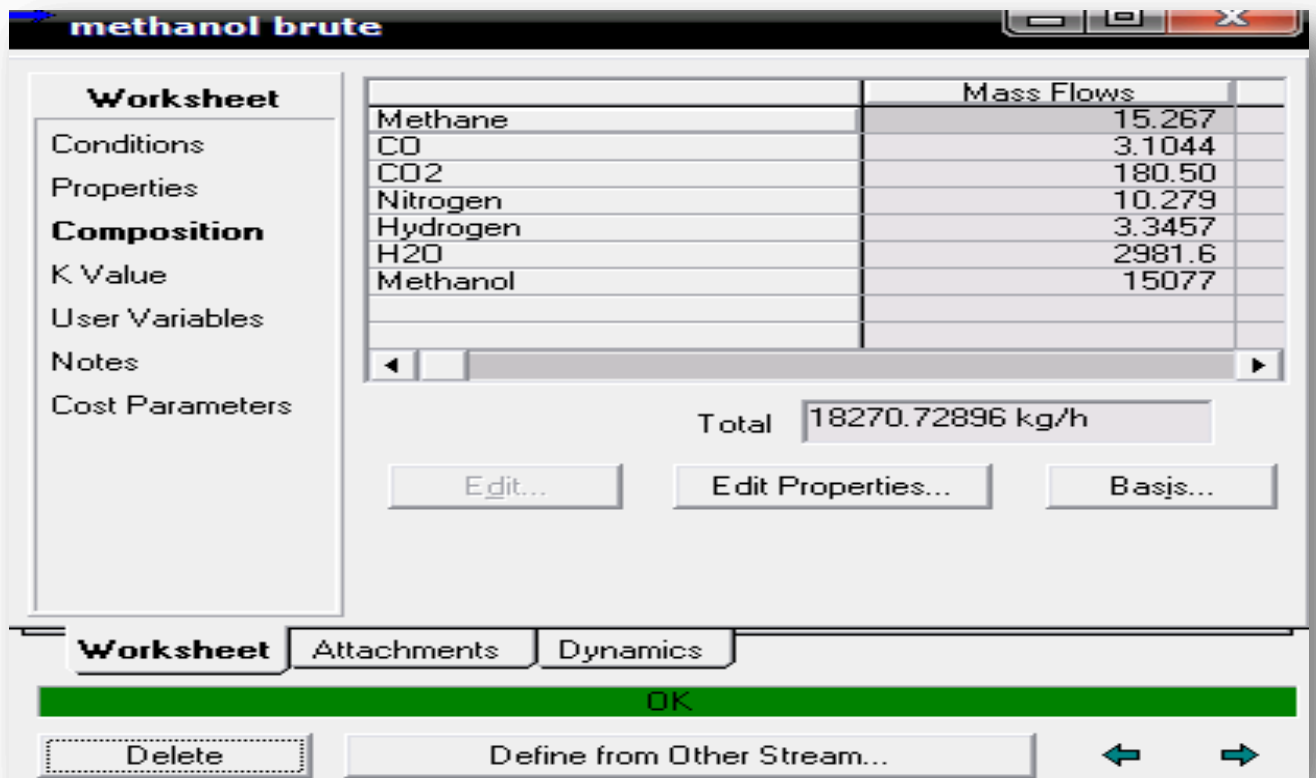 methanol brute
Worksheet
Conditions
Properties
Composition
K Value
User Variables
Notes
Cost Parameters
Mass Flows
Methane 15.267
CO 3.1044
CO2 180.50
Nitrogen 10.279
Hydrogen 3.3457
H2O 2981.6
Methanol 15077
Total 18270.72896 kg/h
Edit... Edit Properties... Basis...
Worksheet Attachments Dynamics
OK
Delete Define from Other Stream...